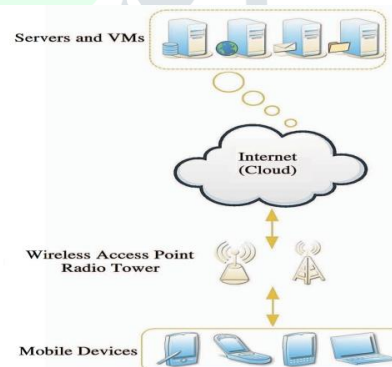 Servers and VMs
Internet
(Cloud)
Wireless Access Point
Radio Tower
Mobile Devices